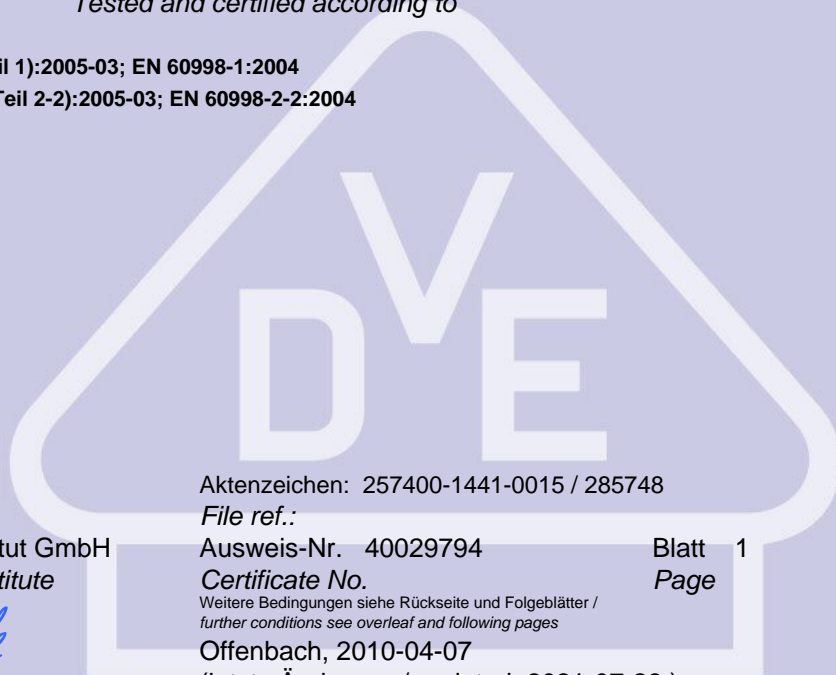 Tested and certified according to
il 1):2005-03; EN 60998-1:2004
Teil 2-2):2005-03; EN 60998-2-2:2004
VDE
Aktenzeichen: 257400-1441-0015 / 285748
File ref.:
tut GmbH Ausweis-Nr. 40029794 Blatt 1
titute Certificate No. Page
Weitere Bedingungen siehe Rückseite und Folgeblätter /
further conditions see overleaf and following pages
Offenbach, 2010-04-07